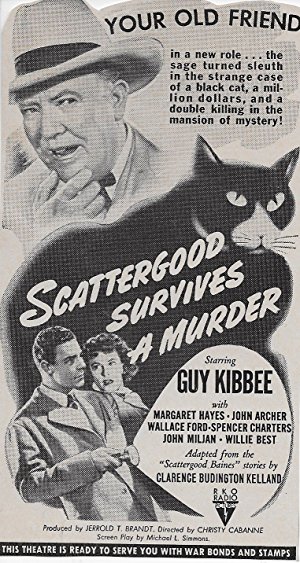 YOUR OLD FRIEND
in a new role . . . the
sage turned sleuth
in the strange case
of a black cat, a mil-
lion dollars, and a
double killing in the
mansion of mystery!
SCATTERGOOD
SURVIVES
A MURDER
Starring
GUY KIBBEE
with
MARGARET HAYES · JOHN ARCHER
WALLACE FORD · SPENCER CHARTERS
JOHN MILJAN · WILLIE BEST
Adapted from the
"Scattergood Baines" stories by
CLARENCE BUDINGTON KELLAND
RKO
RADIO
PICTURES
Produced by JERROLD T. BRANDT. Directed by CHRISTY CABANNE
Screen Play by Michael L. Simmons.
THIS THEATRE IS READY TO SERVE YOU WITH WAR BONDS AND STAMPS